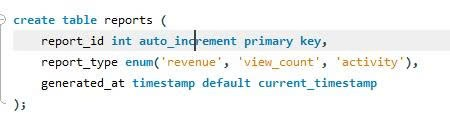 create table reports (
report_id int auto_increment primary key,
report_type enum('revenue', 'view_count', 'activity'),
generated_at timestamp default current_timestamp
);